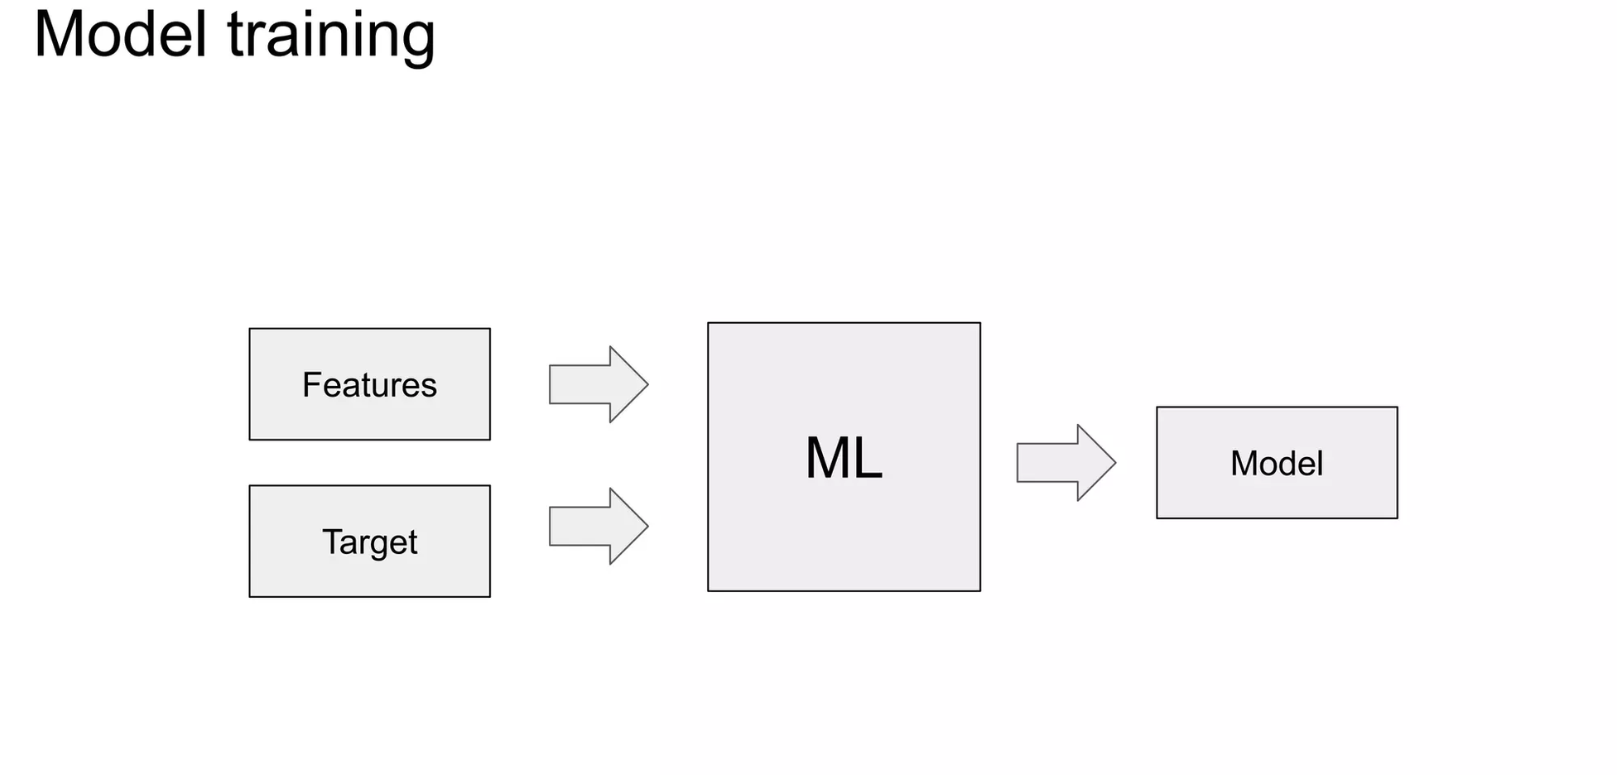 Model training
Features
Target
ML
Model